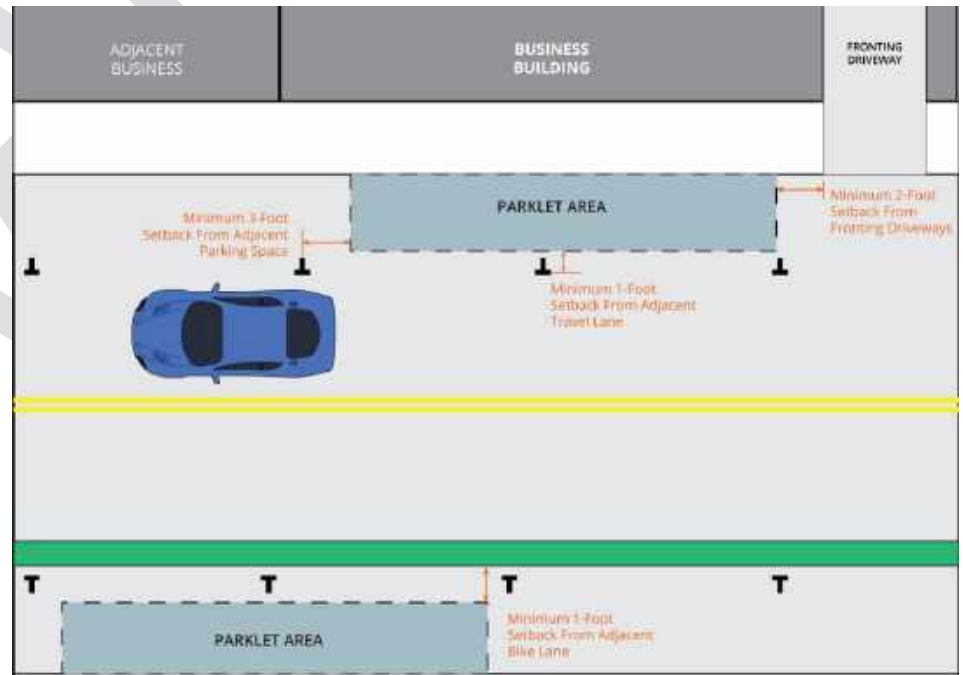 ADJACENT
BUSINESS
BUSINESS
BUILDING
FRONTING
DRIVEWAY
PARKLET AREA
Minimum 2-Foot
Setback From
Fronting Driveways
Minimum 3-Foot
Setback From Adjacent
Parking Space
Minimum 1-Foot
Setback From Adjacent
Travel Lane
PARKLET AREA
Minimum 1-Foot
Setback From Adjacent
Bike Lane